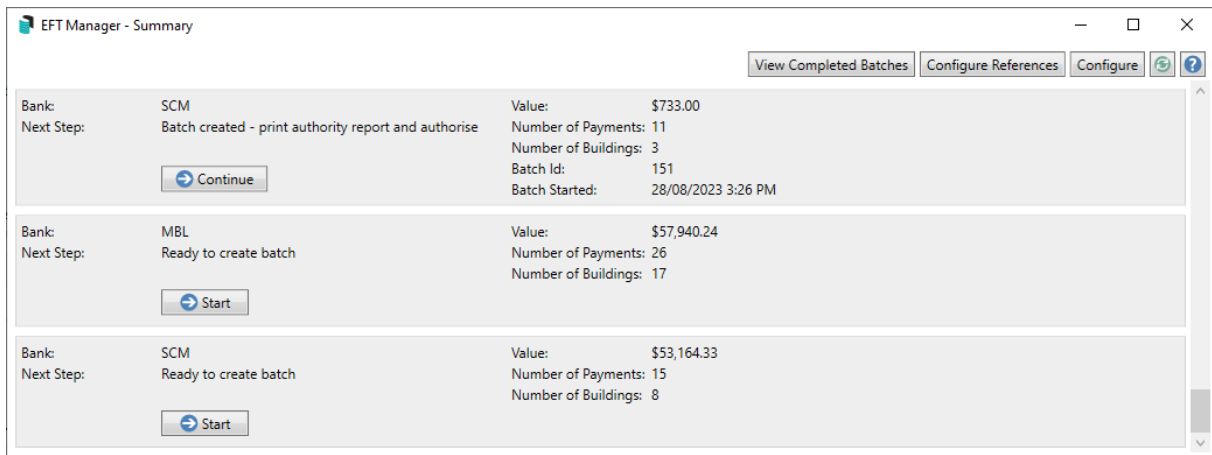 EFT Manager - Summary
View Completed Batches Configure References Configure ?
Bank: SCM Value: $733.00
Next Step: Batch created - print authority report and authorise Number of Payments: 11
Number of Buildings: 3
Continue Batch Id: 151
Batch Started: 28/08/2023 3:26 PM
Bank: MBL Value: $57,940.24
Next Step: Ready to create batch Number of Payments: 26
Number of Buildings: 17
Start
Bank: SCM Value: $53,164.33
Next Step: Ready to create batch Number of Payments: 15
Number of Buildings: 8
Start